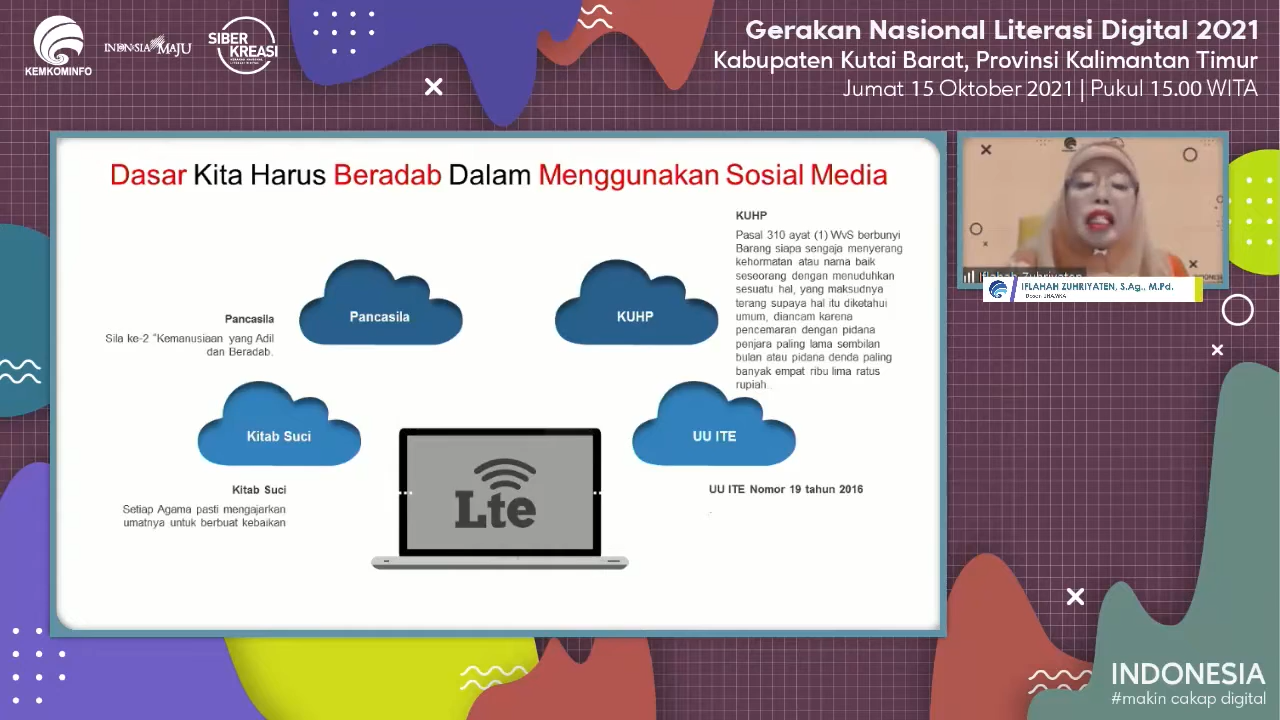 KEMKOMINFO
INDONESIA MAJU
SIBER
KREASI
Gerakan Nasional Literasi Digital 2021
Kabupaten Kutai Barat, Provinsi Kalimantan Timur
Jumat 15 Oktober 2021 | Pukul 15.00 WITA
Dasar Kita Harus Beradab Dalam Menggunakan Sosial Media
KUHP
Pasal 310 ayat (1) WvS berbunyi
Barang siapa sengaja menyerang
kehormatan atau nama baik
seseorang dengan menuduhkan
sesuatu hal, yang maksudnya
terang supaya hal itu diketahui
umum, diancam karena
pencemaran dengan pidana
penjara paling lama sembilan
bulan atau pidana denda paling
banyak empat ribu lima ratus
rupiah..
Pancasila
KUHP
Pancasila
Sila ke-2 "Kemanusiaan yang Adil
dan Beradab.
Kitab Suci
UU ITE
Kitab Suci
Setiap Agama pasti mengajarkan
umatnya untuk berbuat kebaikan
Lte
UU ITE Nomor 19 tahun 2016
.
Iflahah Zuhriyaten
IFLAHAH ZUHRIYATEN, S.Ag., M.Pd.
Dosen
INDONESIA
#makin cakap digital